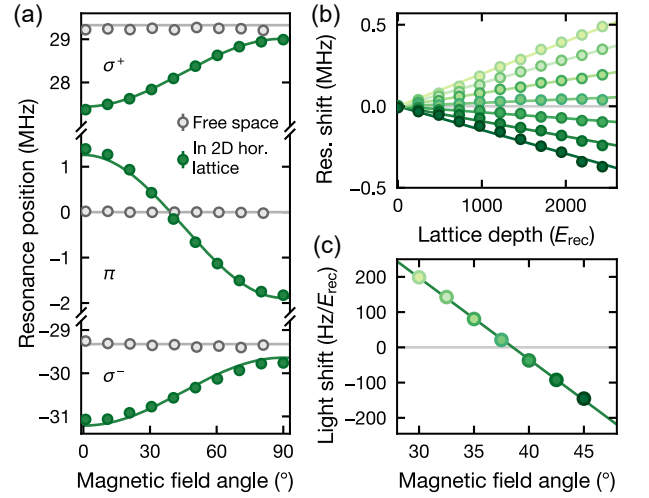 (a)
Resonance position (MHz)
29
28
1
0
−1
−2
−29
−30
−31
σ⁺
Free space
In 2D hor.
lattice
π
σ⁻
0
30
60
90
Magnetic field angle (°)
(b)
Res. shift (MHz)
0.5
0.0
−0.5
0
1000
2000
Lattice depth (E_rec)
(c)
Light shift (Hz/E_rec)
200
100
0
−100
−200
30
35
40
45
Magnetic field angle (°)